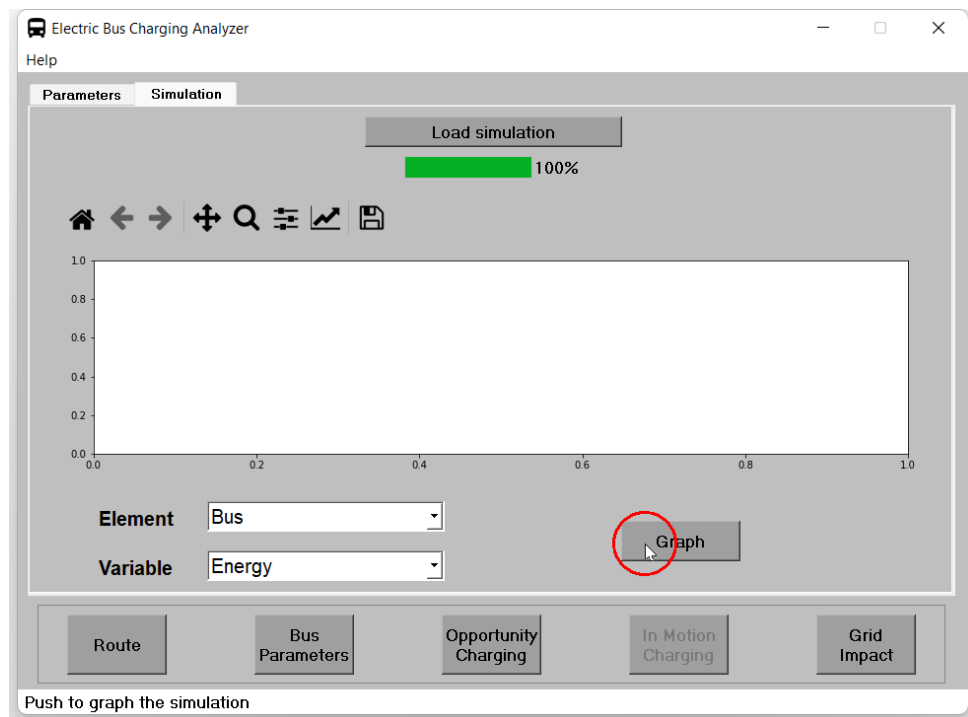 Electric Bus Charging Analyzer
Help
Parameters Simulation
Load simulation
100%
1.0
0.8
0.6
0.4
0.2
0.0
0.0 0.2 0.4 0.6 0.8 1.0
Element Bus
Graph
Variable Energy
Route
Bus
Parameters
Opportunity
Charging
In Motion
Charging
Grid
Impact
Push to graph the simulation